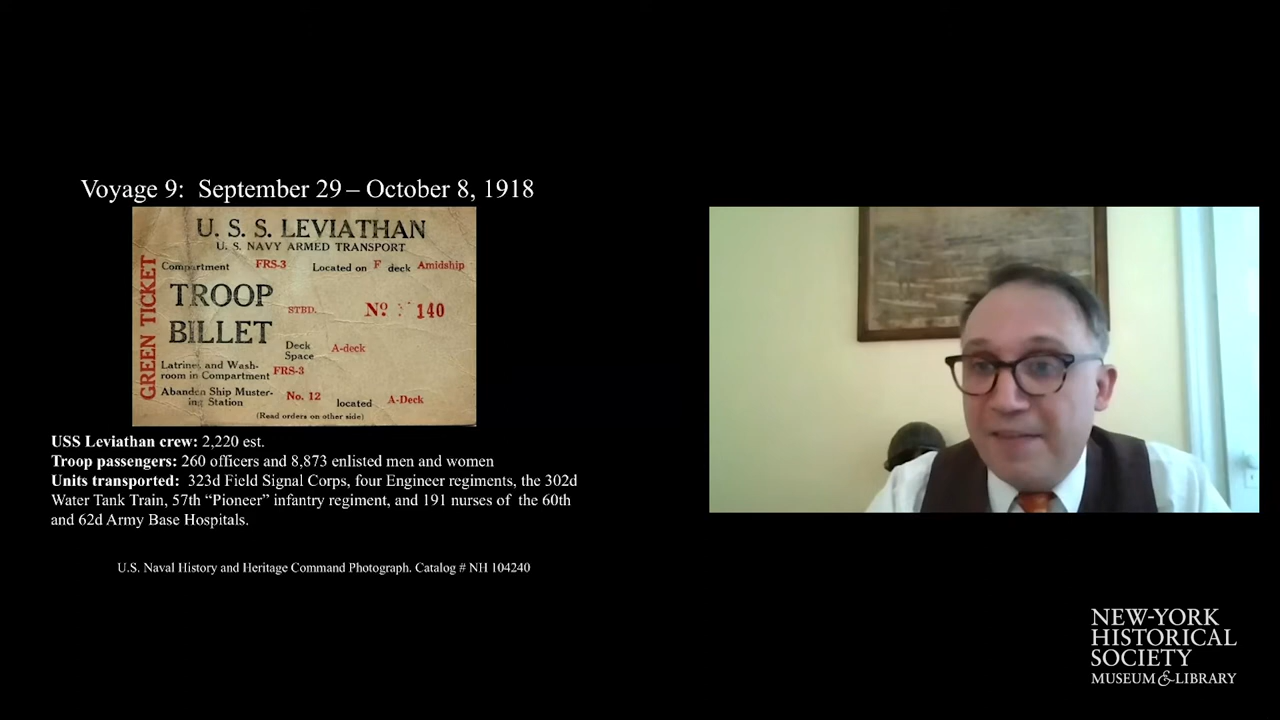 Voyage 9: September 29 – October 8, 1918
U. S. S. LEVIATHAN
U. S. NAVY ARMED TRANSPORT
GREEN TICKET
Compartment FRS-3 Located on F deck Amidship
TROOP
BILLET
STBD. Nº 140
Deck
Space A-deck
Latrine and Wash-
room in Compartment FRS-3
Abandon Ship Muster-
ing Station No. 12 located A-Deck
(Read orders on other side)
USS Leviathan crew: 2,220 est.
Troop passengers: 260 officers and 8,873 enlisted men and women
Units transported: 323d Field Signal Corps, four Engineer regiments, the 302d
Water Tank Train, 57th “Pioneer” infantry regiment, and 191 nurses of the 60th
and 62d Army Base Hospitals.
U.S. Naval History and Heritage Command Photograph. Catalog # NH 104240
NEW-YORK
HISTORICAL
SOCIETY
MUSEUM & LIBRARY